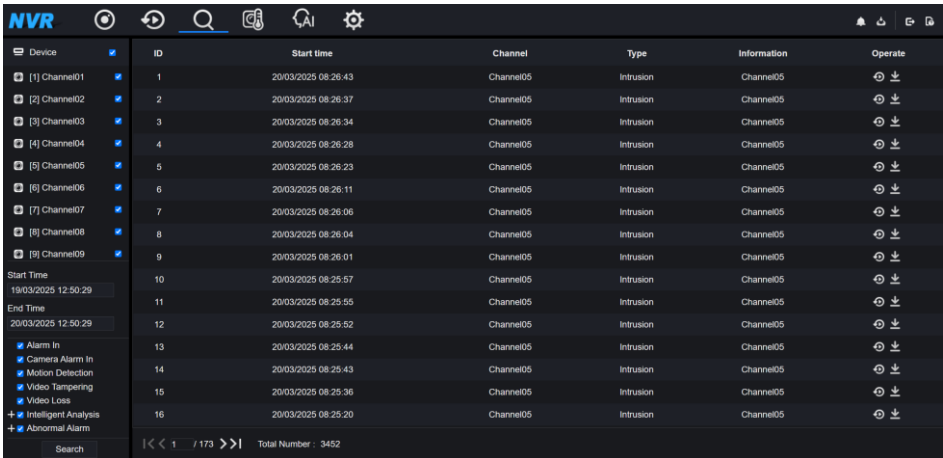 NVR AI
Device
[1] Channel01
[2] Channel02
[3] Channel03
[4] Channel04
[5] Channel05
[6] Channel06
[7] Channel07
[8] Channel08
[9] Channel09
Start Time
19/03/2025 12:50:29
End Time
20/03/2025 12:50:29
Alarm In
Camera Alarm In
Motion Detection
Video Tampering
Video Loss
Intelligent Analysis
Abnormal Alarm
Search
ID Start time Channel Type Information Operate
1 20/03/2025 08:26:43 Channel05 Intrusion Channel05
2 20/03/2025 08:26:37 Channel05 Intrusion Channel05
3 20/03/2025 08:26:34 Channel05 Intrusion Channel05
4 20/03/2025 08:26:28 Channel05 Intrusion Channel05
5 20/03/2025 08:26:23 Channel05 Intrusion Channel05
6 20/03/2025 08:26:11 Channel05 Intrusion Channel05
7 20/03/2025 08:26:06 Channel05 Intrusion Channel05
8 20/03/2025 08:26:04 Channel05 Intrusion Channel05
9 20/03/2025 08:26:01 Channel05 Intrusion Channel05
10 20/03/2025 08:25:57 Channel05 Intrusion Channel05
11 20/03/2025 08:25:55 Channel05 Intrusion Channel05
12 20/03/2025 08:25:52 Channel05 Intrusion Channel05
13 20/03/2025 08:25:44 Channel05 Intrusion Channel05
14 20/03/2025 08:25:43 Channel05 Intrusion Channel05
15 20/03/2025 08:25:36 Channel05 Intrusion Channel05
16 20/03/2025 08:25:20 Channel05 Intrusion Channel05
1 / 173 Total Number : 3452